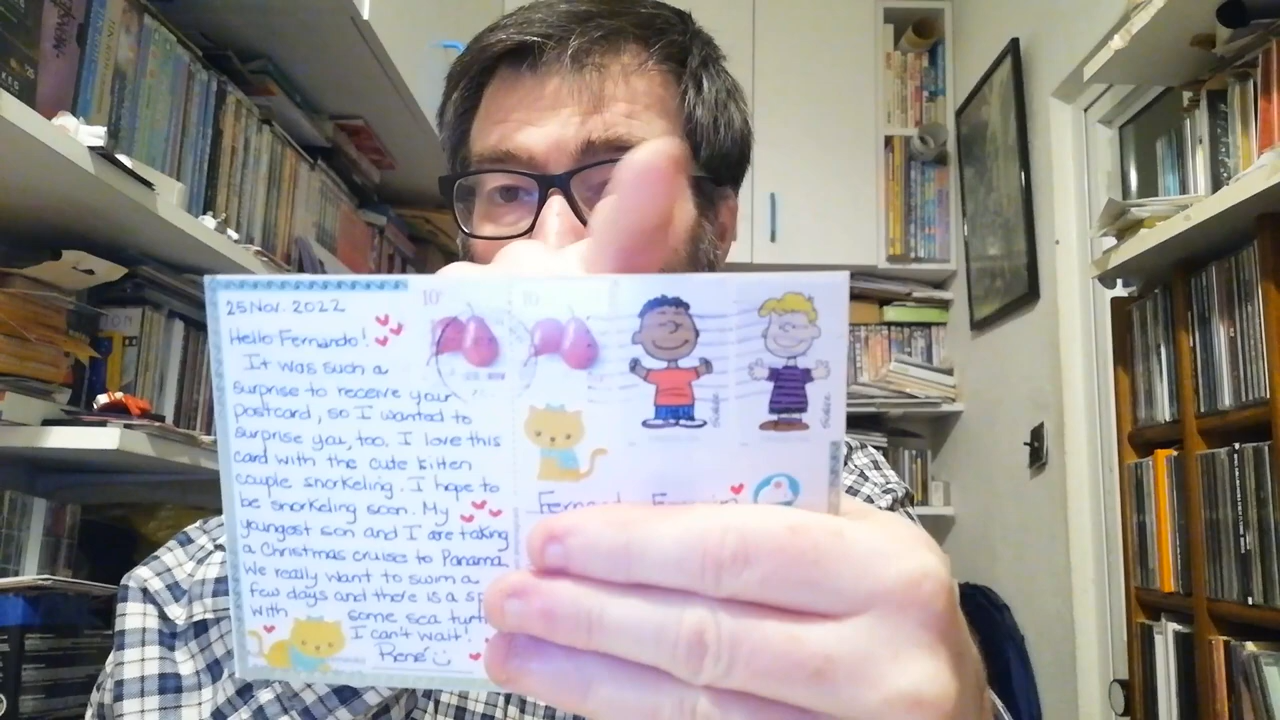 25 Nov. 2022
Hello Fernando!
It was such a
surprise to receive your
postcard, so I wanted to
surprise you, too. I love this
card with the cute kitten
couple snorkeling. I hope to
be snorkeling soon. My
youngest son and I are taking
a Christmas cruise to Panama
We really want to swim a
few days and there is a
with some sea
I can't wait!
René
10
10